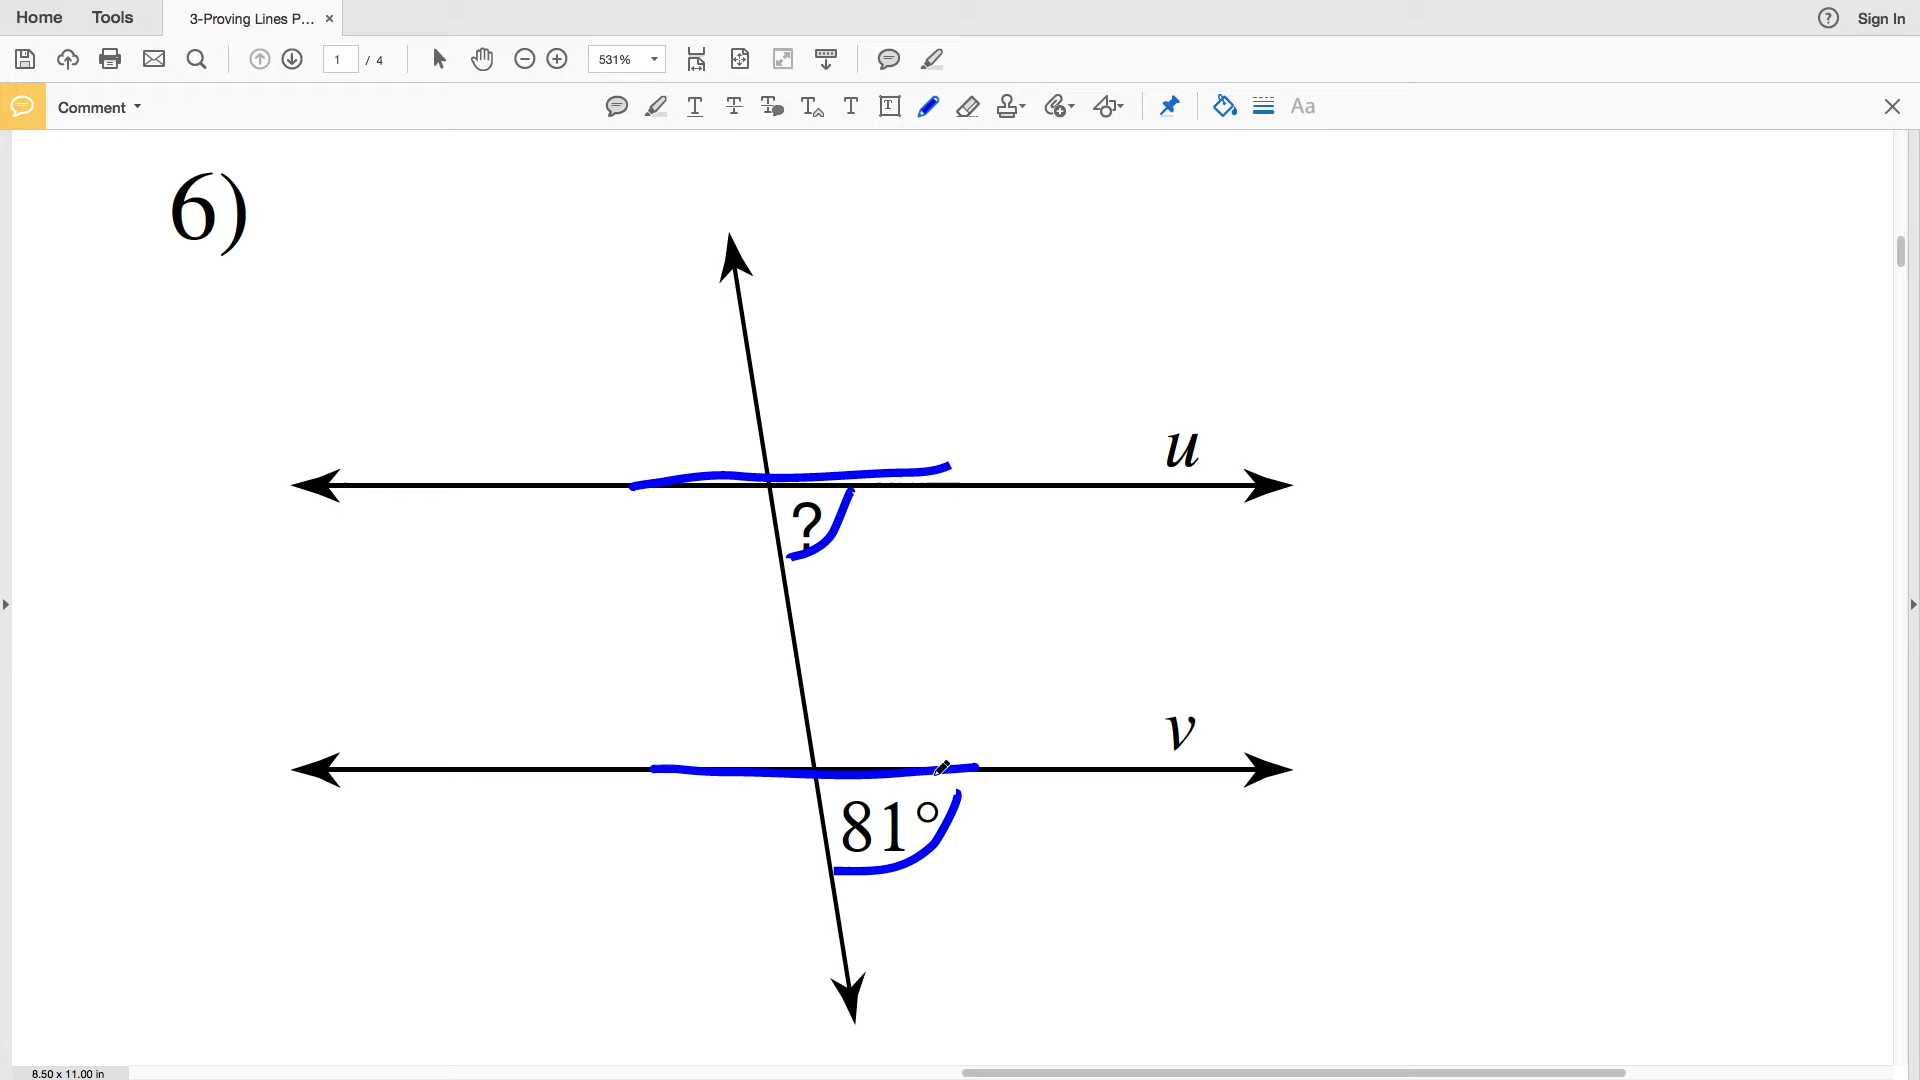 Home Tools 3-Proving Lines P... × ? Sign In
1 / 4 531%
Comment T T T T T T Aa
6)
u
?
v
81°
8.50 x 11.00 in